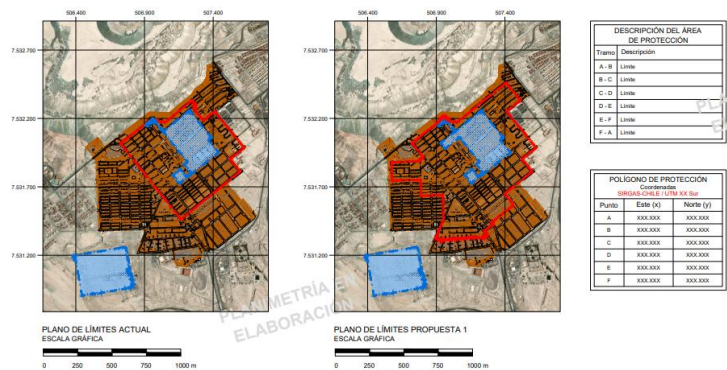 506.400 506.900 507.400
7.532.700
7.532.200
7.531.700
7.531.200
PLANO DE LÍMITES ACTUAL
ESCALA GRÁFICA
0 250 500 750 1000 m
506.400 506.900 507.400
7.532.700
7.532.200
7.531.700
7.531.200
PLANO DE LÍMITES PROPUESTA 1
ESCALA GRÁFICA
0 250 500 750 1000 m
PLANIMETRÍA EN
ELABORACIÓN
DESCRIPCIÓN DEL ÁREA
DE PROTECCIÓN
Tramo Descripción
A - B Límite
B - C Límite
C - D Límite
D - E Límite
E - F Límite
F - A Límite
POLÍGONO DE PROTECCIÓN
Coordenadas
SIRGAS-CHILE / UTM XX Sur
Punto Este (x) Norte (y)
A XXX.XXX XXX.XXX
B XXX.XXX XXX.XXX
C XXX.XXX XXX.XXX
D XXX.XXX XXX.XXX
E XXX.XXX XXX.XXX
F XXX.XXX XXX.XXX